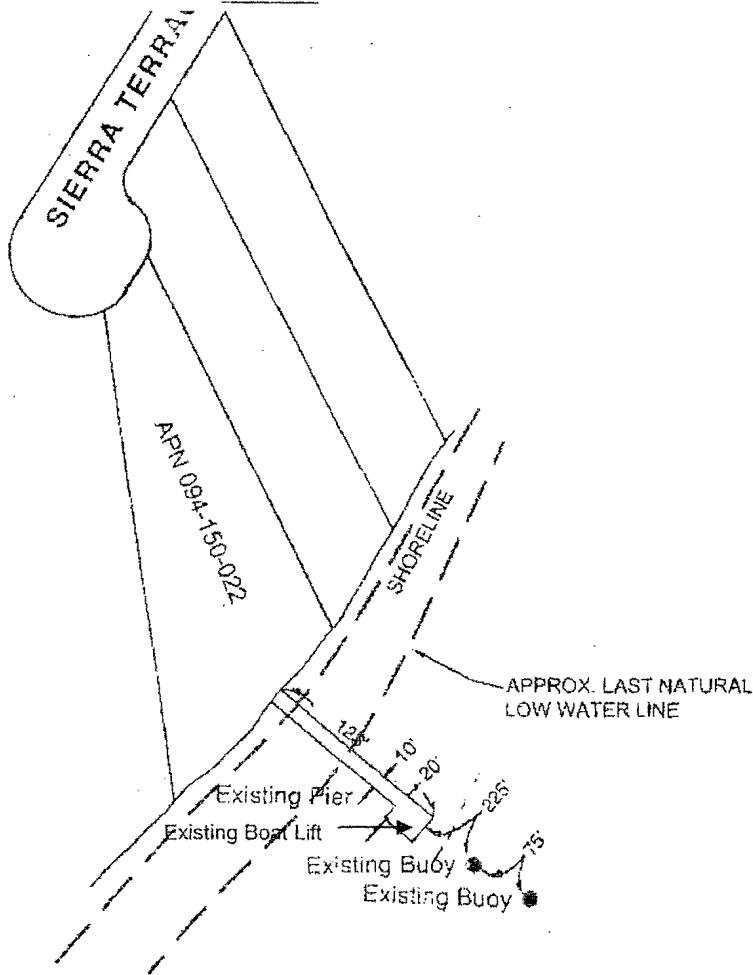 SIERRA TERRA
APN 094-150-022
SHORELINE
APPROX. LAST NATURAL
LOW WATER LINE
10'
20'
225'
75'
Existing Pier
Existing Boat Lift
Existing Buoy
Existing Buoy